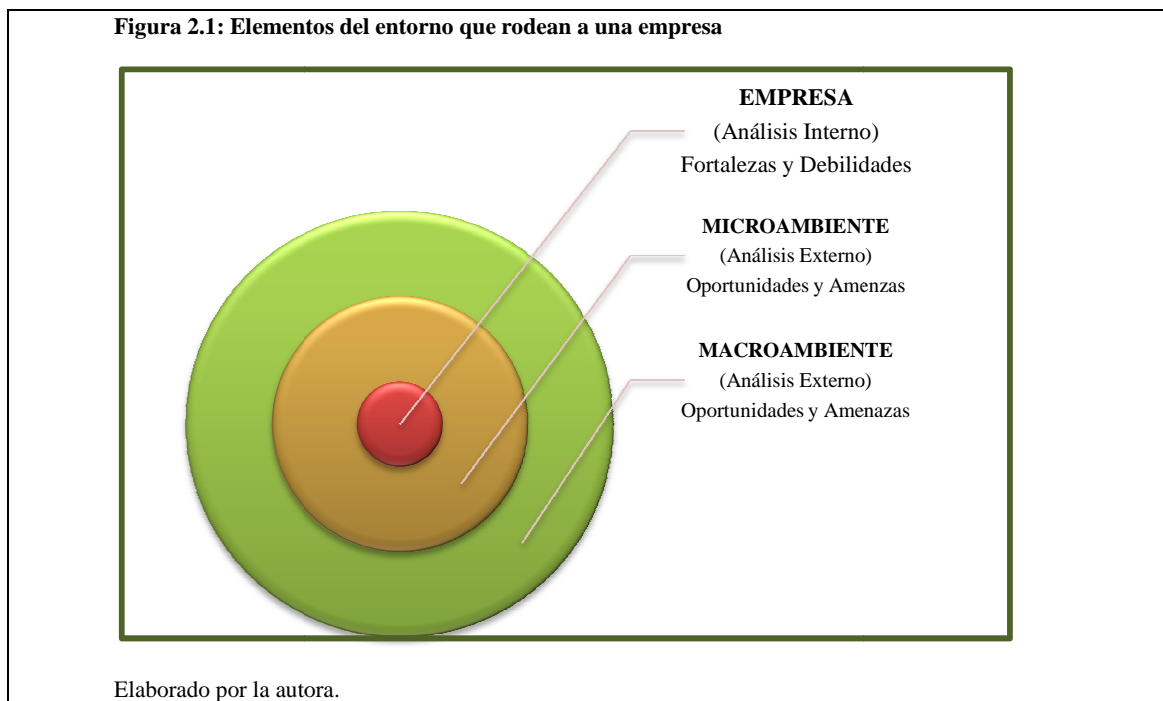 Figura 2.1: Elementos del entorno que rodean a una empresa
EMPRESA
(Análisis Interno)
Fortalezas y Debilidades
MICROAMBIENTE
(Análisis Externo)
Oportunidades y Amenzas
MACROAMBIENTE
(Análisis Externo)
Oportunidades y Amenazas
Elaborado por la autora.